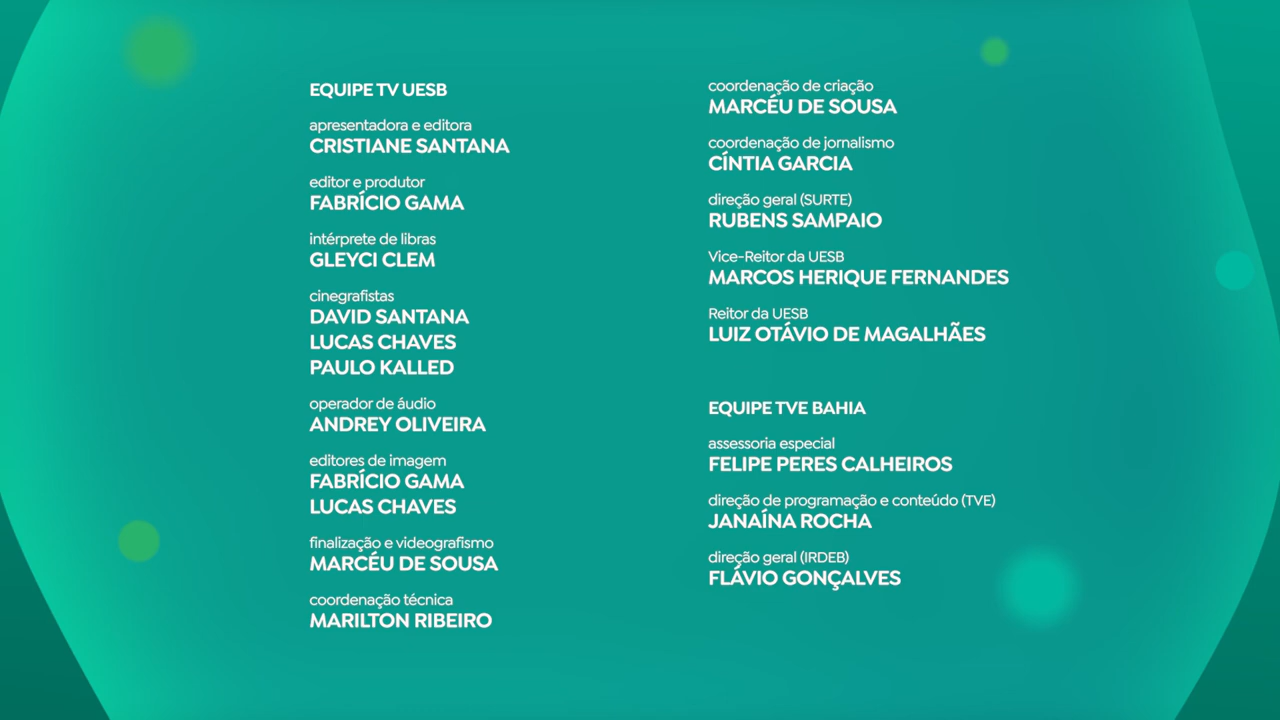 EQUIPE TV UESB
apresentadora e editora
CRISTIANE SANTANA
editor e produtor
FABRÍCIO GAMA
intérprete de libras
GLEYCI CLEM
cinegrafistas
DAVID SANTANA
LUCAS CHAVES
PAULO KALLED
operador de áudio
ANDREY OLIVEIRA
editores de imagem
FABRÍCIO GAMA
LUCAS CHAVES
finalização e videografismo
MARCÉU DE SOUSA
coordenação técnica
MARILTON RIBEIRO
coordenação de criação
MARCÉU DE SOUSA
coordenação de jornalismo
CÍNTIA GARCIA
direção geral (SURTE)
RUBENS SAMPAIO
Vice-Reitor da UESB
MARCOS HERIQUE FERNANDES
Reitor da UESB
LUIZ OTÁVIO DE MAGALHÃES
EQUIPE TVE BAHIA
assessoria especial
FELIPE PERES CALHEIROS
direção de programação e conteúdo (TVE)
JANAÍNA ROCHA
direção geral (IRDEB)
FLÁVIO GONÇALVES